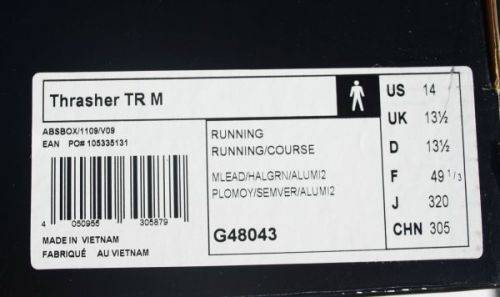 Thrasher TR M
ABSBOX/1109/V09
EAN PO# 105335131
4 050955 305879
MADE IN VIETNAM
FABRIQUÉ AU VIETNAM
RUNNING
RUNNING/COURSE
MLEAD/HALGRN/ALUMI2
PLOMOY/SEMVER/ALUMI2
G48043
US 14
UK 13½
D 13½
F 49 1/3
J 320
CHN 305